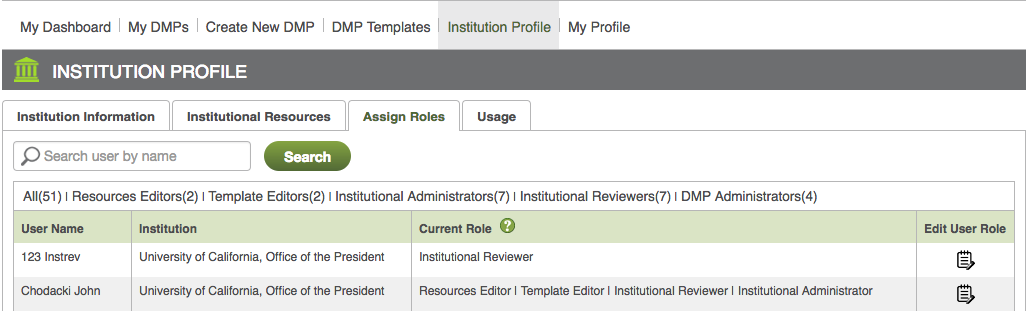 My Dashboard | My DMPs | Create New DMP | DMP Templates | Institution Profile | My Profile
INSTITUTION PROFILE
Institution Information Institutional Resources Assign Roles Usage
Search user by name Search
All(51) | Resources Editors(2) | Template Editors(2) | Institutional Administrators(7) | Institutional Reviewers(7) | DMP Administrators(4)
User Name Institution Current Role ? Edit User Role
123 Instrev University of California, Office of the President Institutional Reviewer
Chodacki John University of California, Office of the President Resources Editor | Template Editor | Institutional Reviewer | Institutional Administrator